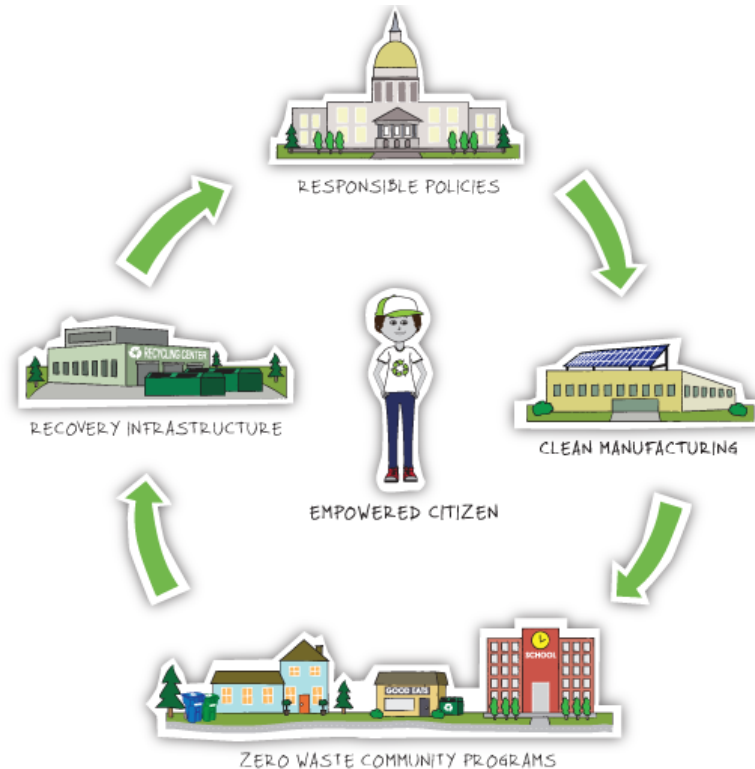 RESPONSIBLE POLICIES
RECYCLING CENTER
RECOVERY INFRASTRUCTURE
CLEAN MANUFACTURING
EMPOWERED CITIZEN
SCHOOL
GOOD EATS
ZERO WASTE COMMUNITY PROGRAMS